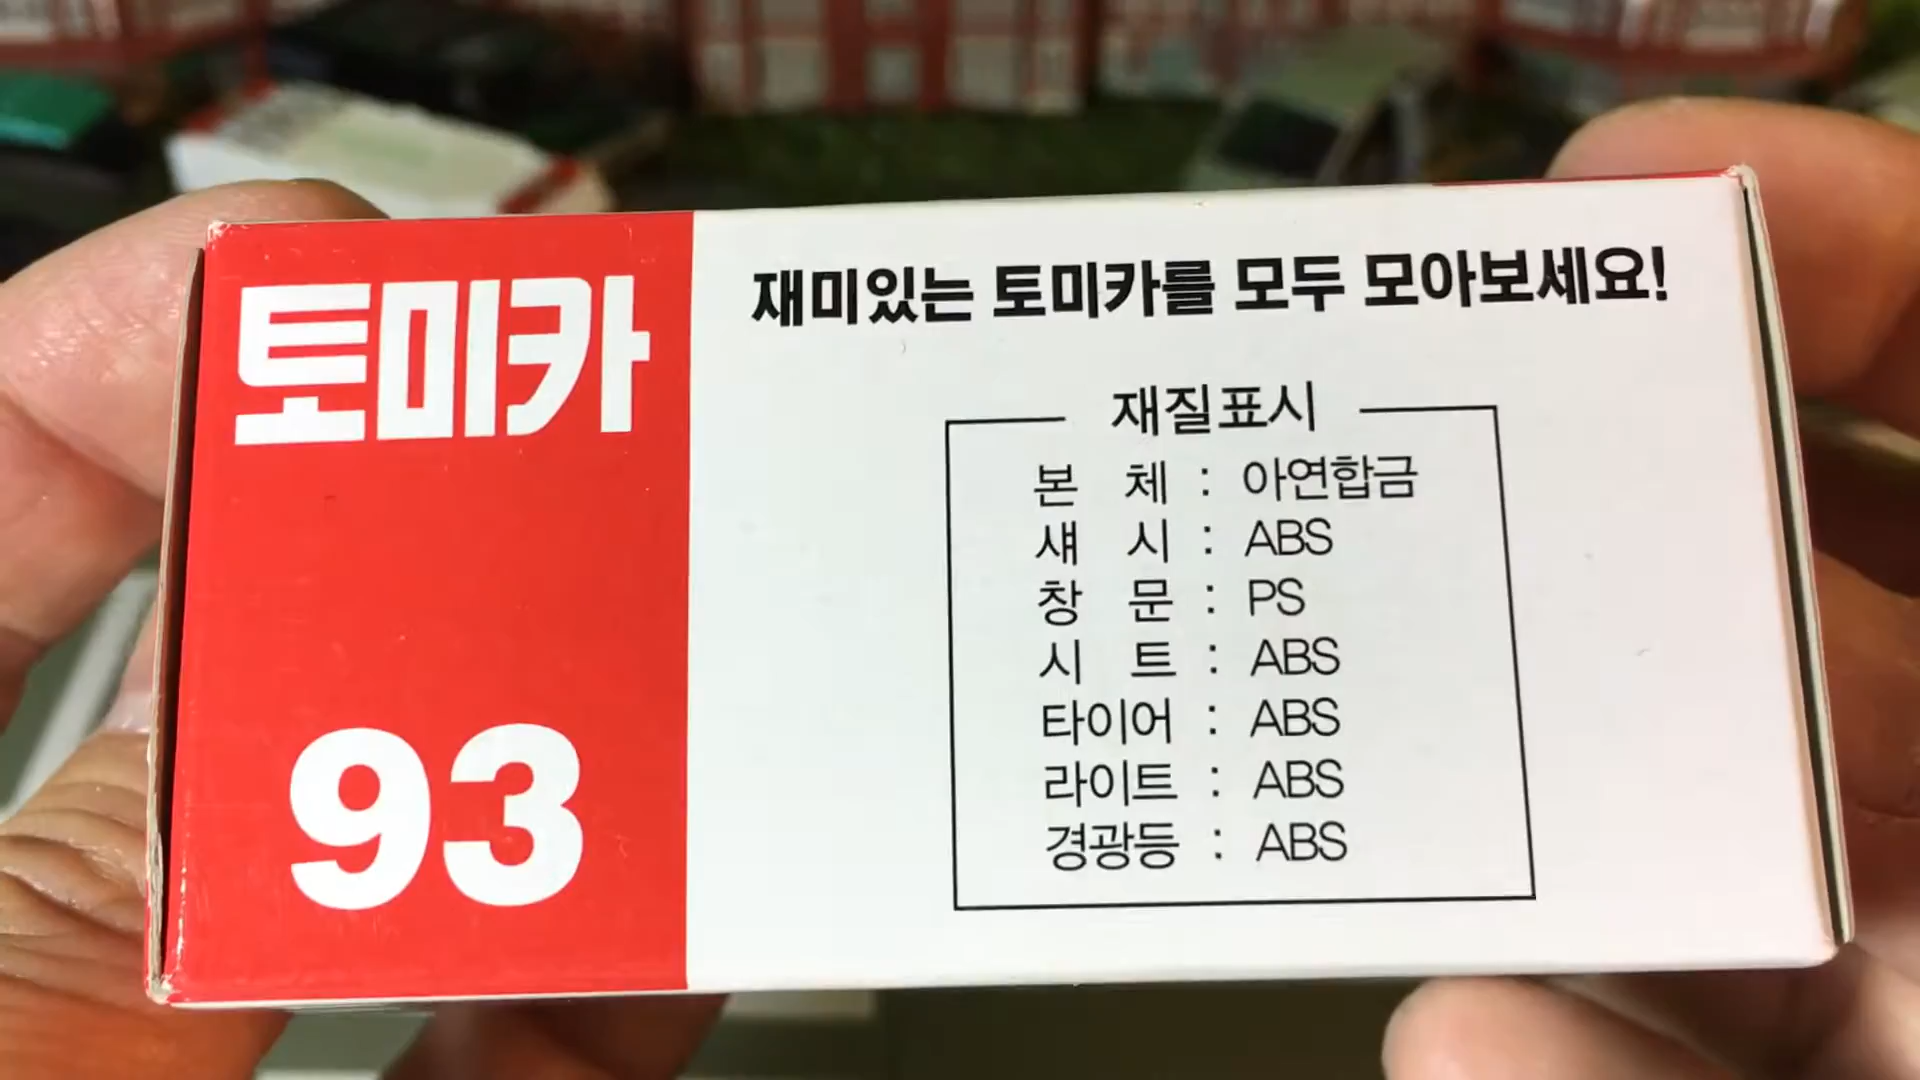 토미카
93
재미있는 토미카를 모두 모아보세요!
재질표시
본 체 : 아연합금
섀 시 : ABS
창 문 : PS
시 트 : ABS
타이어 : ABS
라이트 : ABS
경광등 : ABS